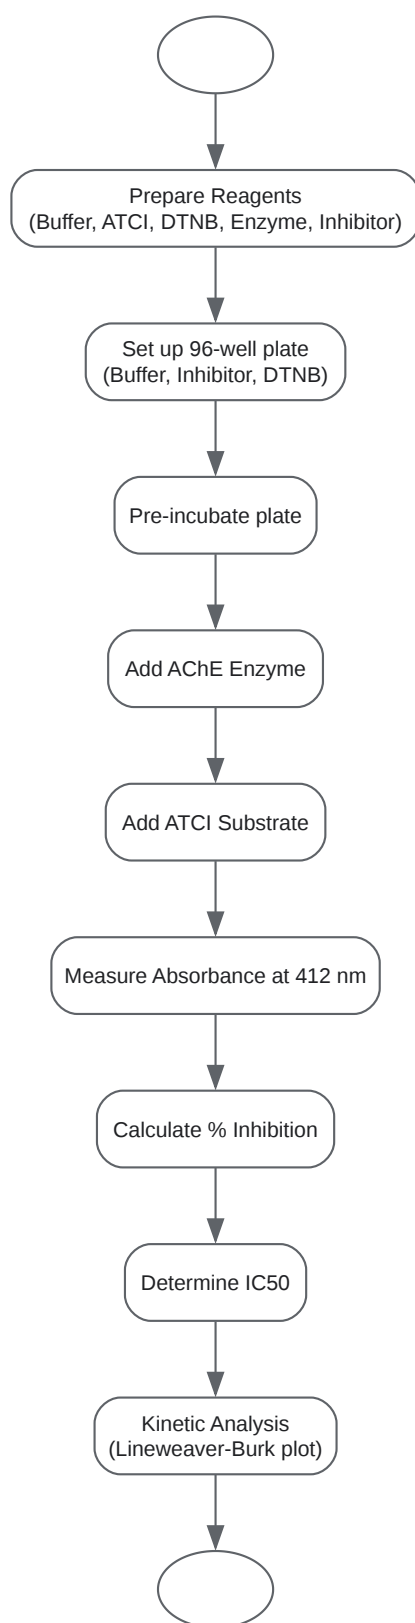 Prepare Reagents
(Buffer, ATCI, DTNB, Enzyme, Inhibitor)
Set up 96-well plate
(Buffer, Inhibitor, DTNB)
Pre-incubate plate
Add AChE Enzyme
Add ATCI Substrate
Measure Absorbance at 412 nm
Calculate % Inhibition
Determine IC50
Kinetic Analysis
(Lineweaver-Burk plot)